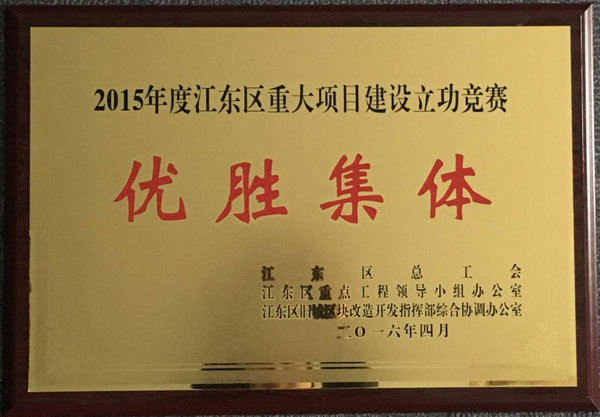 2015年度江东区重大项目建设立功竞赛
优胜集体
江东区总工会
江东区重点工程领导小组办公室
江东区旧城区块改造开发指挥部综合协调办公室
二〇一六年四月